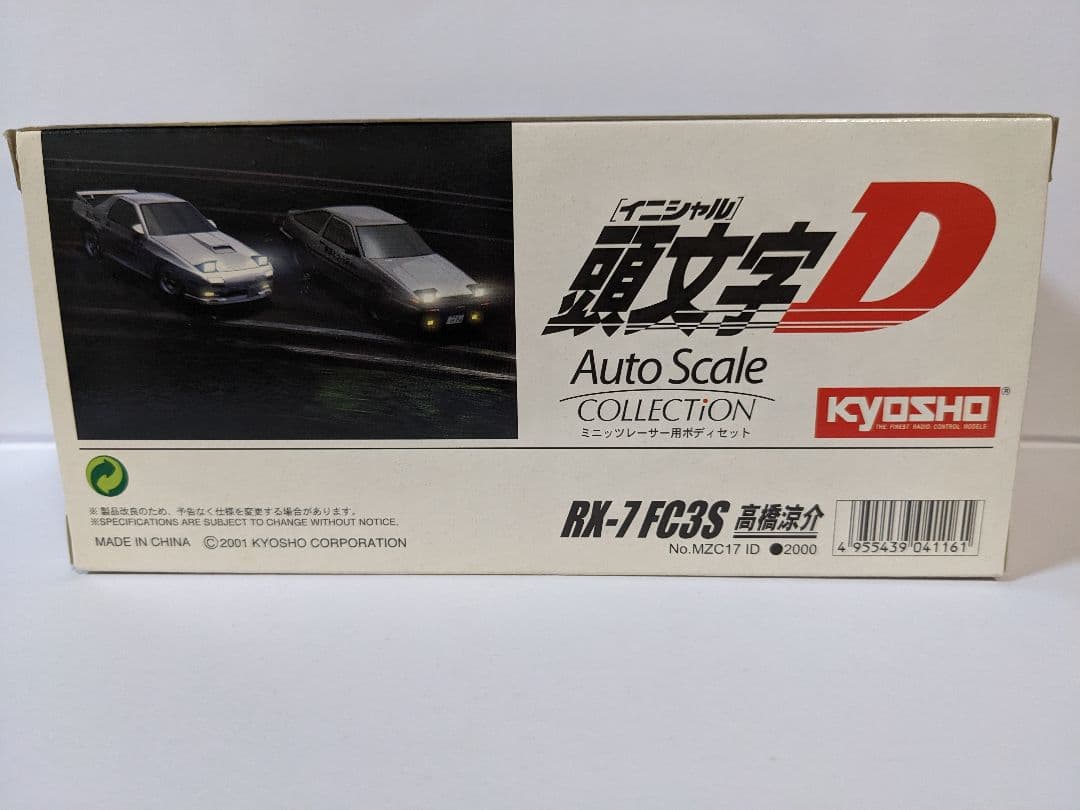 [イニシャル]
頭文字D
Auto Scale
COLLECTiON
ミニッツレーサー用ボディセット
KYOSHO®
THE FINEST RADIO CONTROL MODELS
※製品改良のため、予告なく仕様を変更する場合があります。
※SPECIFICATIONS ARE SUBJECT TO CHANGE WITHOUT NOTICE.
MADE IN CHINA ©2001 KYOSHO CORPORATION
RX-7 FC3S 高橋涼介
No.MZC17 ID ●2000
4 955439 041161